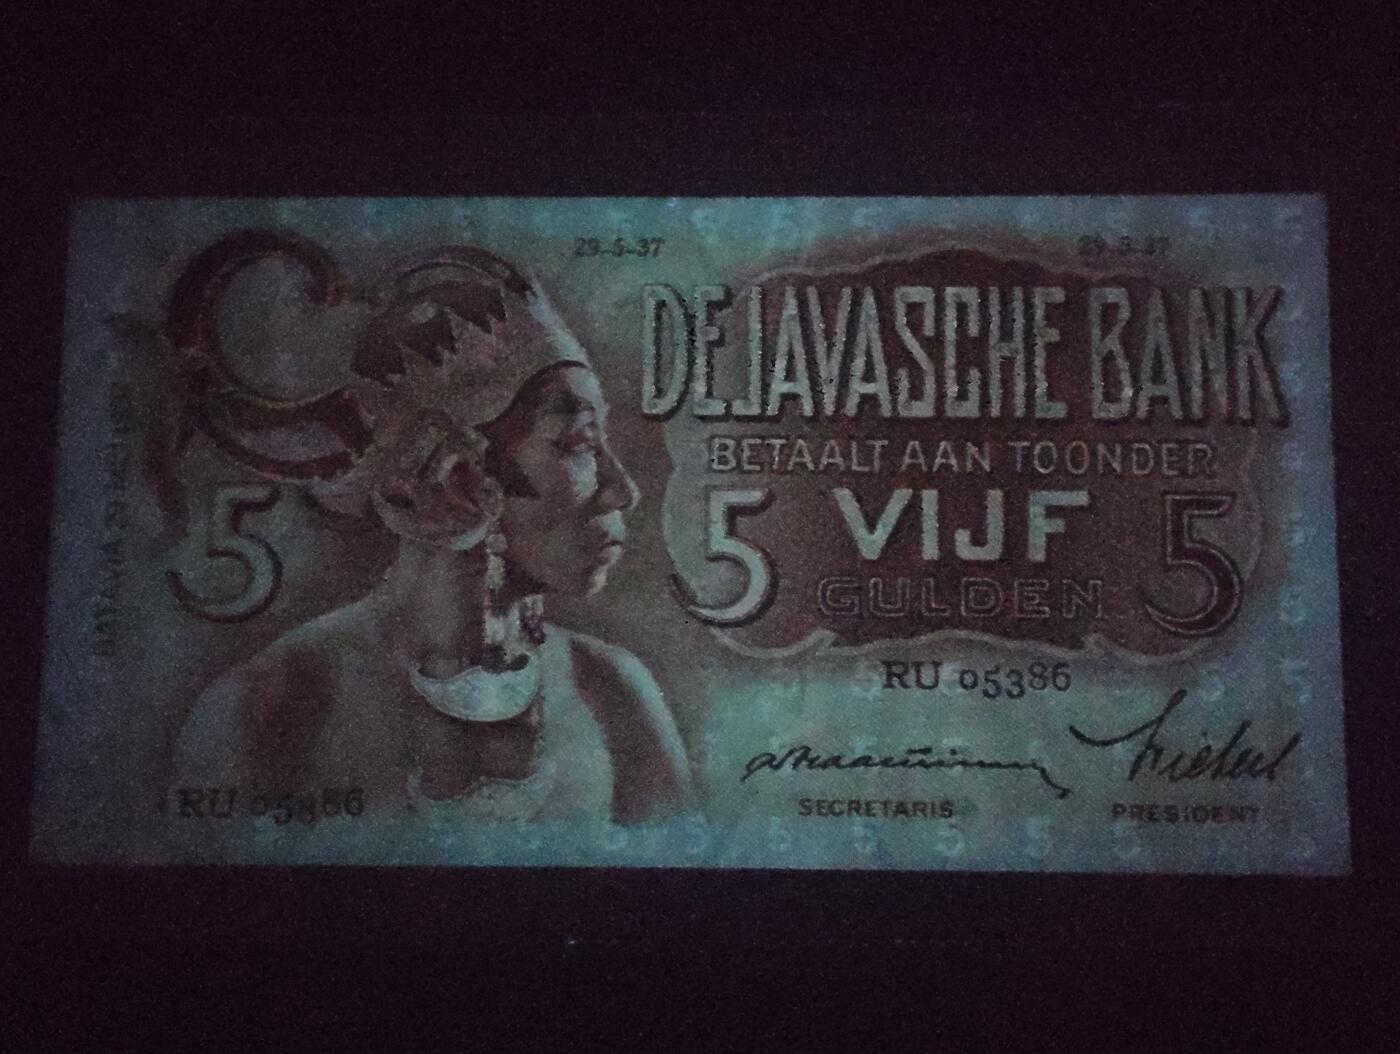 29-5-37
29-5-37
DE JAVASCHE BANK
BETAALT AAN TOONDER
5 5 VIJF 5
GULDEN
RU 05386
RU 05386
SECRETARIS
PRESIDENT
BATAVIA